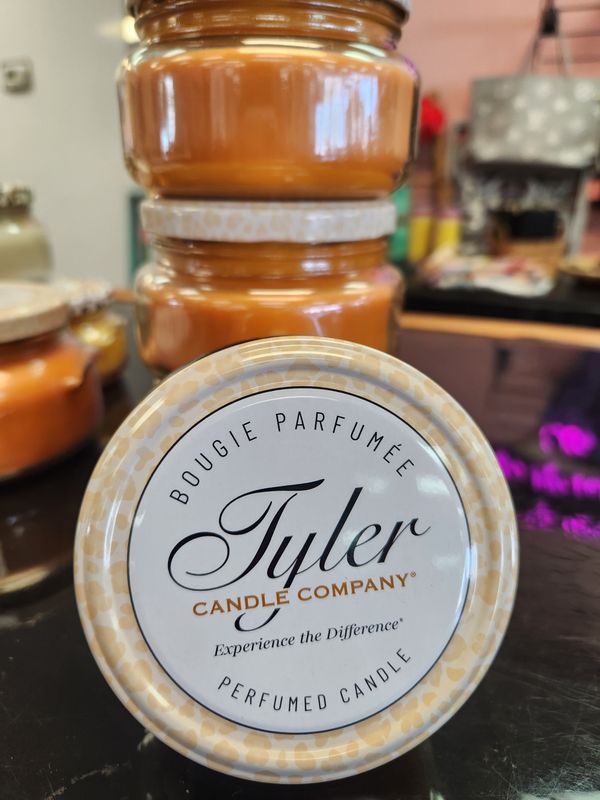 BOUGIE PARFUMÉE
Tyler
CANDLE COMPANY®
Experience the Difference®
PERFUMED CANDLE